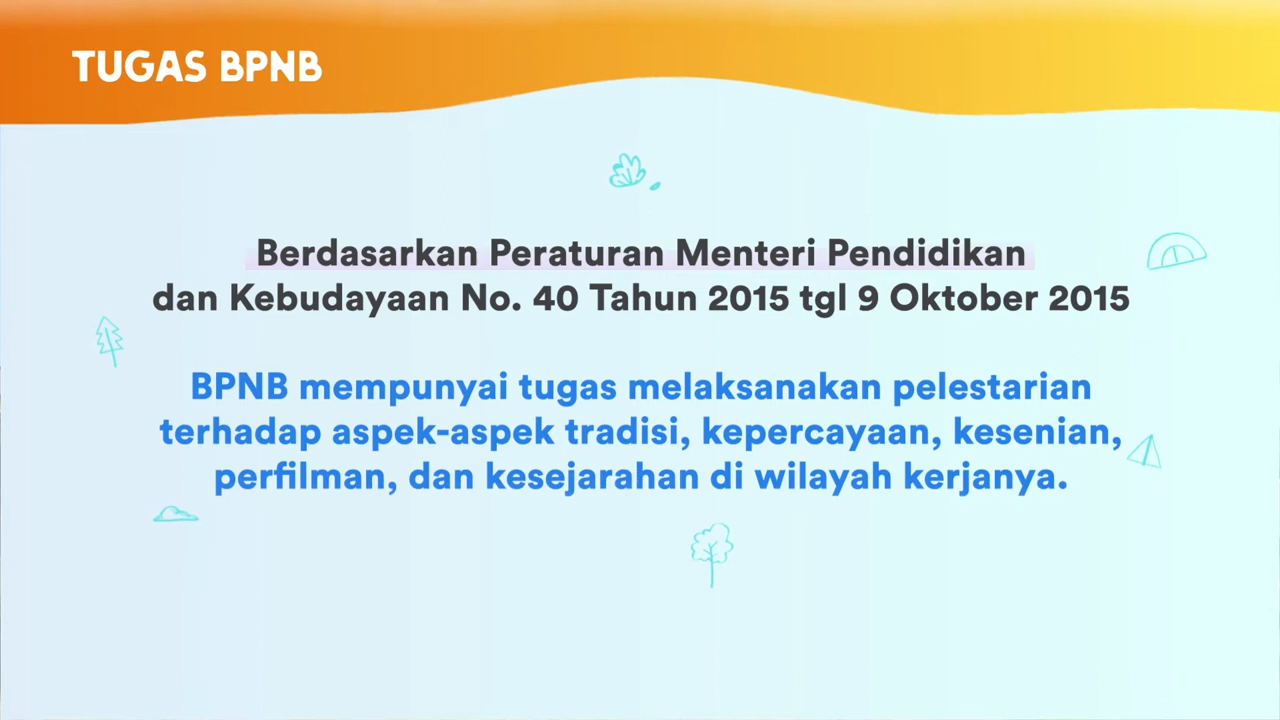 TUGAS BPNB
Berdasarkan Peraturan Menteri Pendidikan
dan Kebudayaan No. 40 Tahun 2015 tgl 9 Oktober 2015
BPNB mempunyai tugas melaksanakan pelestarian
terhadap aspek-aspek tradisi, kepercayaan, kesenian,
perfilman, dan kesejarahan di wilayah kerjanya.